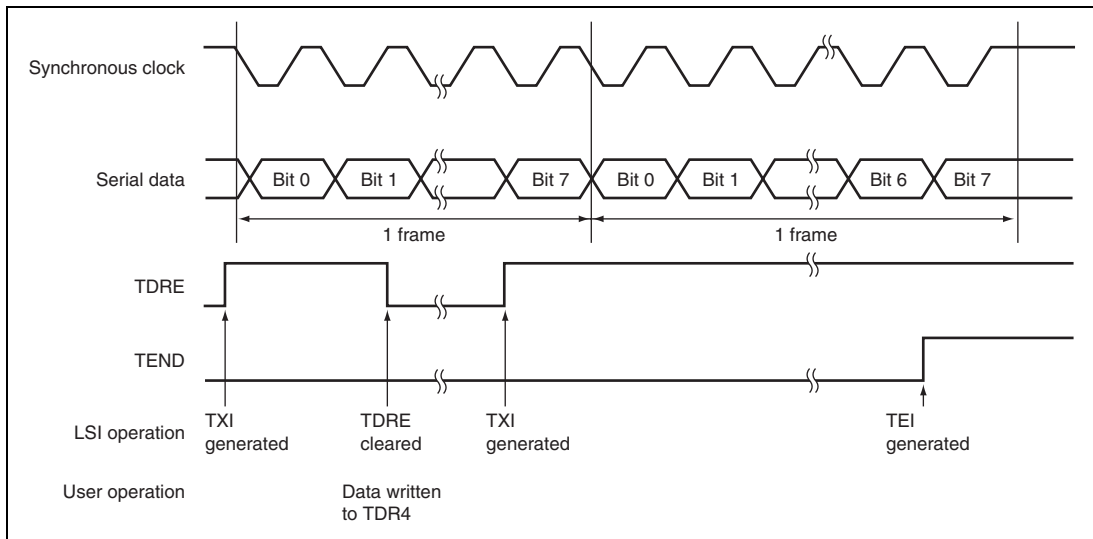 Synchronous clock
Serial data
Bit 0
Bit 1
Bit 7
Bit 0
Bit 1
Bit 6
Bit 7
1 frame
1 frame
TDRE
TEND
LSI operation
TXI
generated
TDRE
cleared
TXI
generated
TEI
generated
User operation
Data written
to TDR4